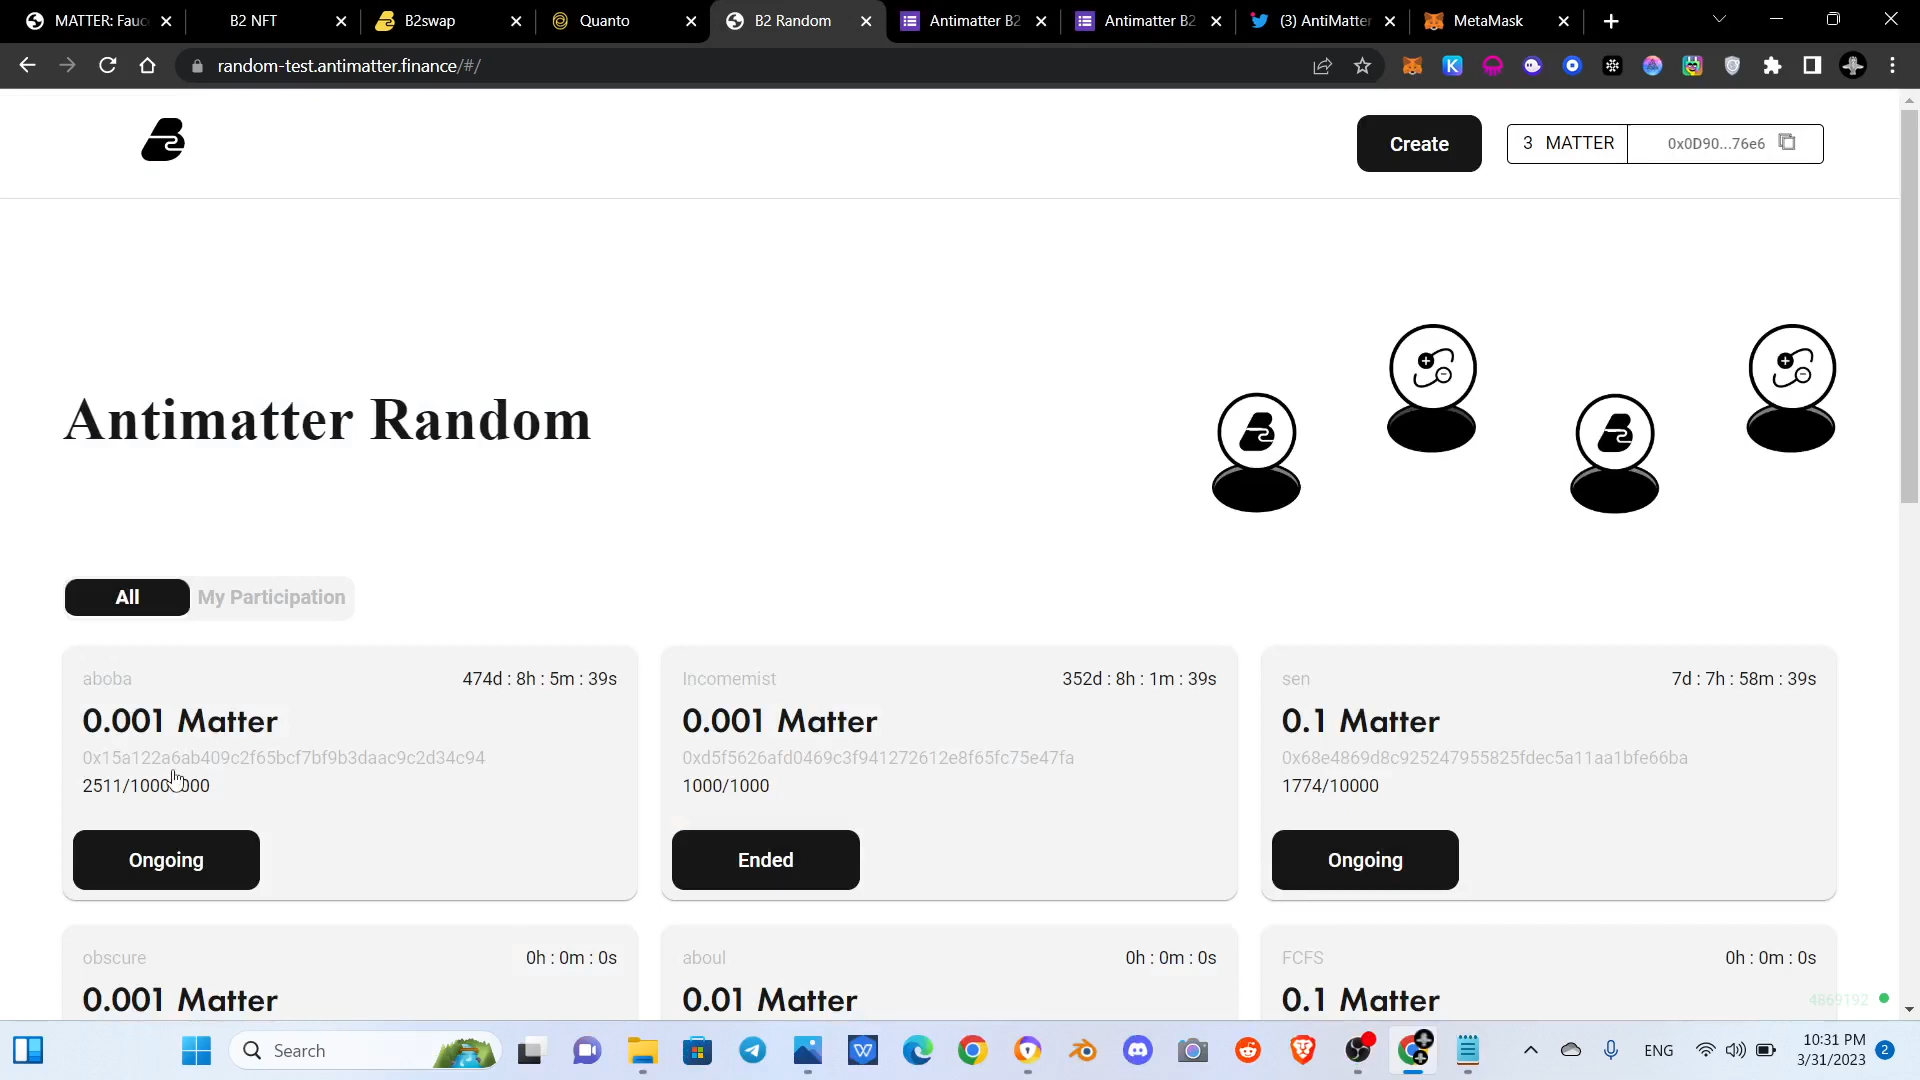 MATTER: Fauc
B2 NFT
B2swap
Quanto
B2 Random
Antimatter B2
Antimatter B2
(3) AntiMatter
MetaMask
random-test.antimatter.finance/#/
Create
3 MATTER
0x0D90...76e6
Antimatter Random
All
My Participation
aboba
474d : 8h : 5m : 39s
0.001 Matter
0x15a122a6ab409c2f65bcf7bf9b3daac9c2d34c94
Ongoing
Incomemist
352d : 8h : 1m : 39s
0.001 Matter
0xd5f5626afd0469c3f941272612e8f65fc75e47fa
1000/1000
Ended
sen
7d : 7h : 58m : 39s
0.1 Matter
0x68e4869d8c925247955825fdec5a11aa1bfe66ba
1774/10000
Ongoing
obscure
0h : 0m : 0s
0.001 Matter
aboul
0h : 0m : 0s
0.01 Matter
FCFS
0h : 0m : 0s
0.1 Matter
4869192
Search
ENG
10:31 PM
3/31/2023
2